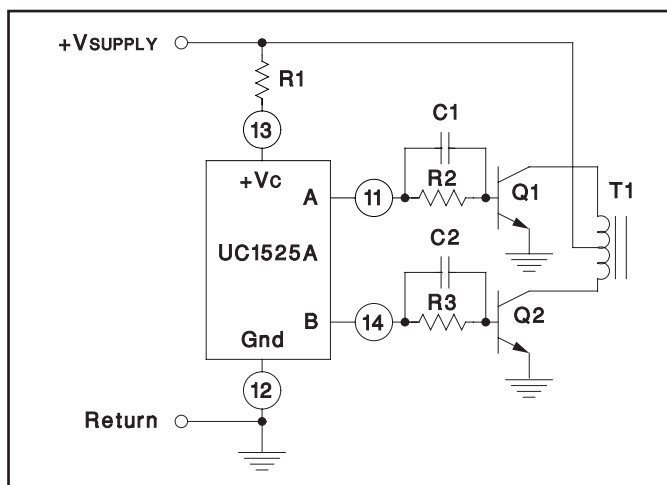 +VSUPPLY
R1
13
C1
+VC
A
11
R2
Q1
T1
UC1525A
C2
B
14
R3
Q2
Gnd
12
Return